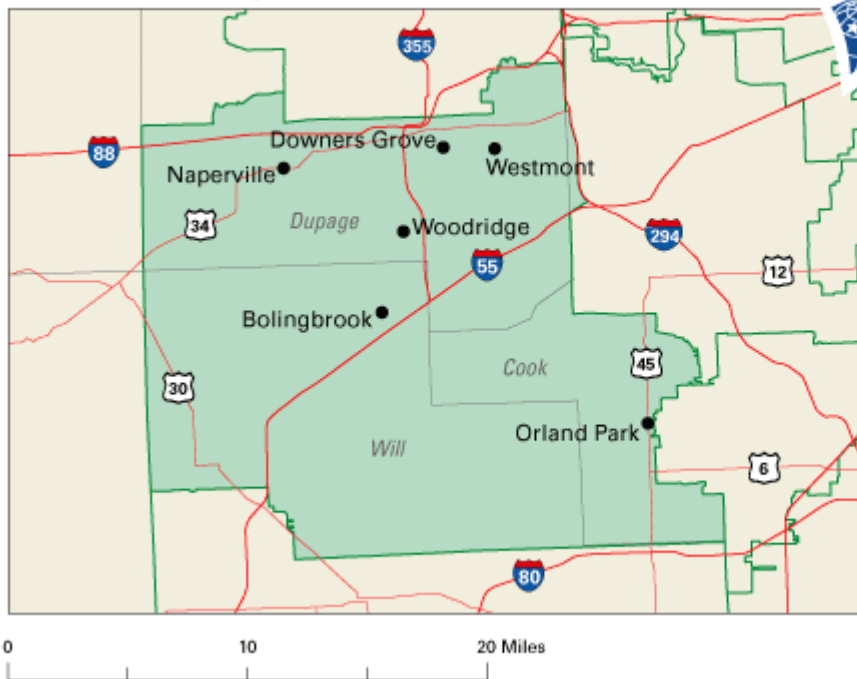 355
88
Downers Grove
Westmont
Naperville
34
Dupage
Woodridge
294
55
12
Bolingbrook
Cook
45
30
Orland Park
Will
6
80
0 10 20 Miles